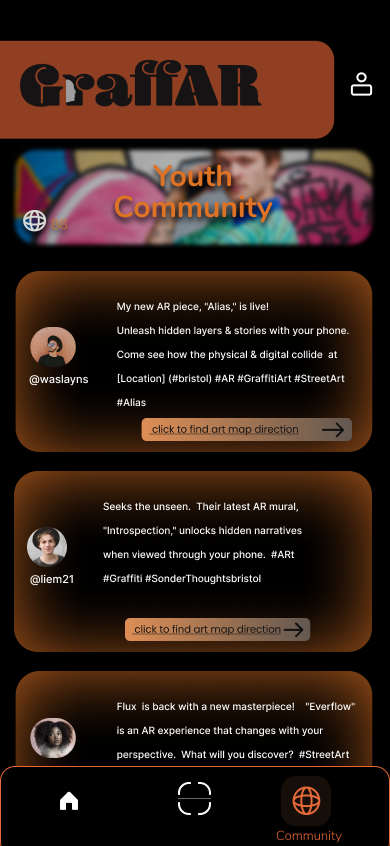 GraffAR
Youth
Community
My new AR piece, "Alias," is live!
Unleash hidden layers & stories with your phone.
Come see how the physical & digital collide at
[Location] (#bristol) #AR #GraffitiArt #StreetArt
#Alias
@waslayns
click to find art map direction
Seeks the unseen. Their latest AR mural,
"Introspection," unlocks hidden narratives
when viewed through your phone. #ARt
#Graffiti #SonderThoughtsbristol
@liem21
click to find art map direction
Flux is back with a new masterpiece! "Everflow"
is an AR experience that changes with your
perspective. What will you discover? #StreetArt
Community